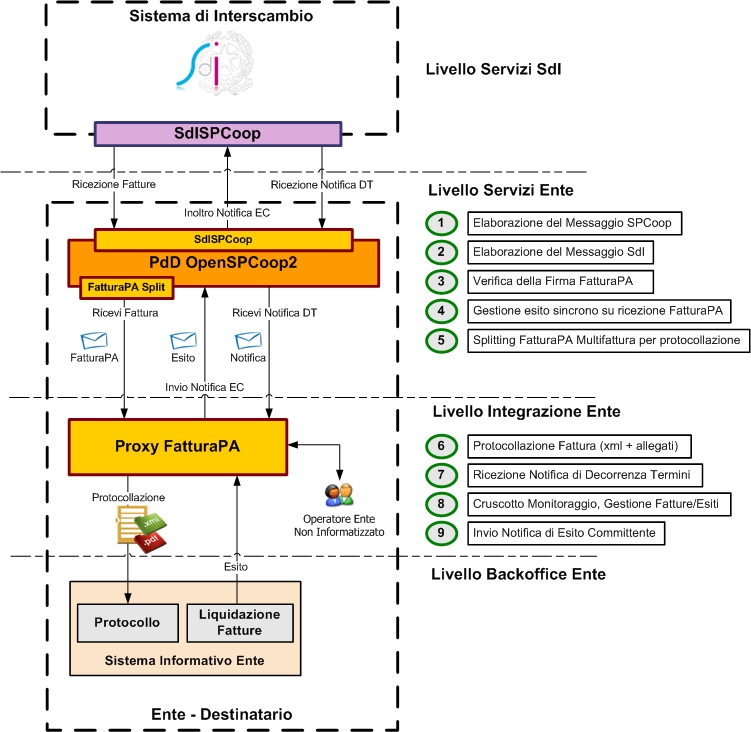 Sistema di Interscambio
Sdi
Livello Servizi SdI
SdISPCoop
Ricezione Fatture
Ricezione Notifica DT
Inoltro Notifica EC
Livello Servizi Ente
1 Elaborazione del Messaggio SPCoop
2 Elaborazione del Messaggio SdI
3 Verifica della Firma FatturaPA
4 Gestione esito sincrono su ricezione FatturaPA
5 Splitting FatturaPA Multifattura per protocollazione
SdISPCoop
PdD OpenSPCoop2
FatturaPA Split
Ricevi Fattura
Ricevi Notifica DT
FatturaPA
Esito
Notifica
Invio Notifica EC
Livello Integrazione Ente
6 Protocollazione Fattura (xml + allegati)
7 Ricezione Notifica di Decorrenza Termini
8 Cruscotto Monitoraggio, Gestione Fatture/Esiti
9 Invio Notifica di Esito Committente
Proxy FatturaPA
Protocollazione
.xml
.pdf
Operatore Ente
Non Informatizzato
Esito
Livello Backoffice Ente
Protocollo
Liquidazione
Fatture
Sistema Informativo Ente
Ente - Destinatario